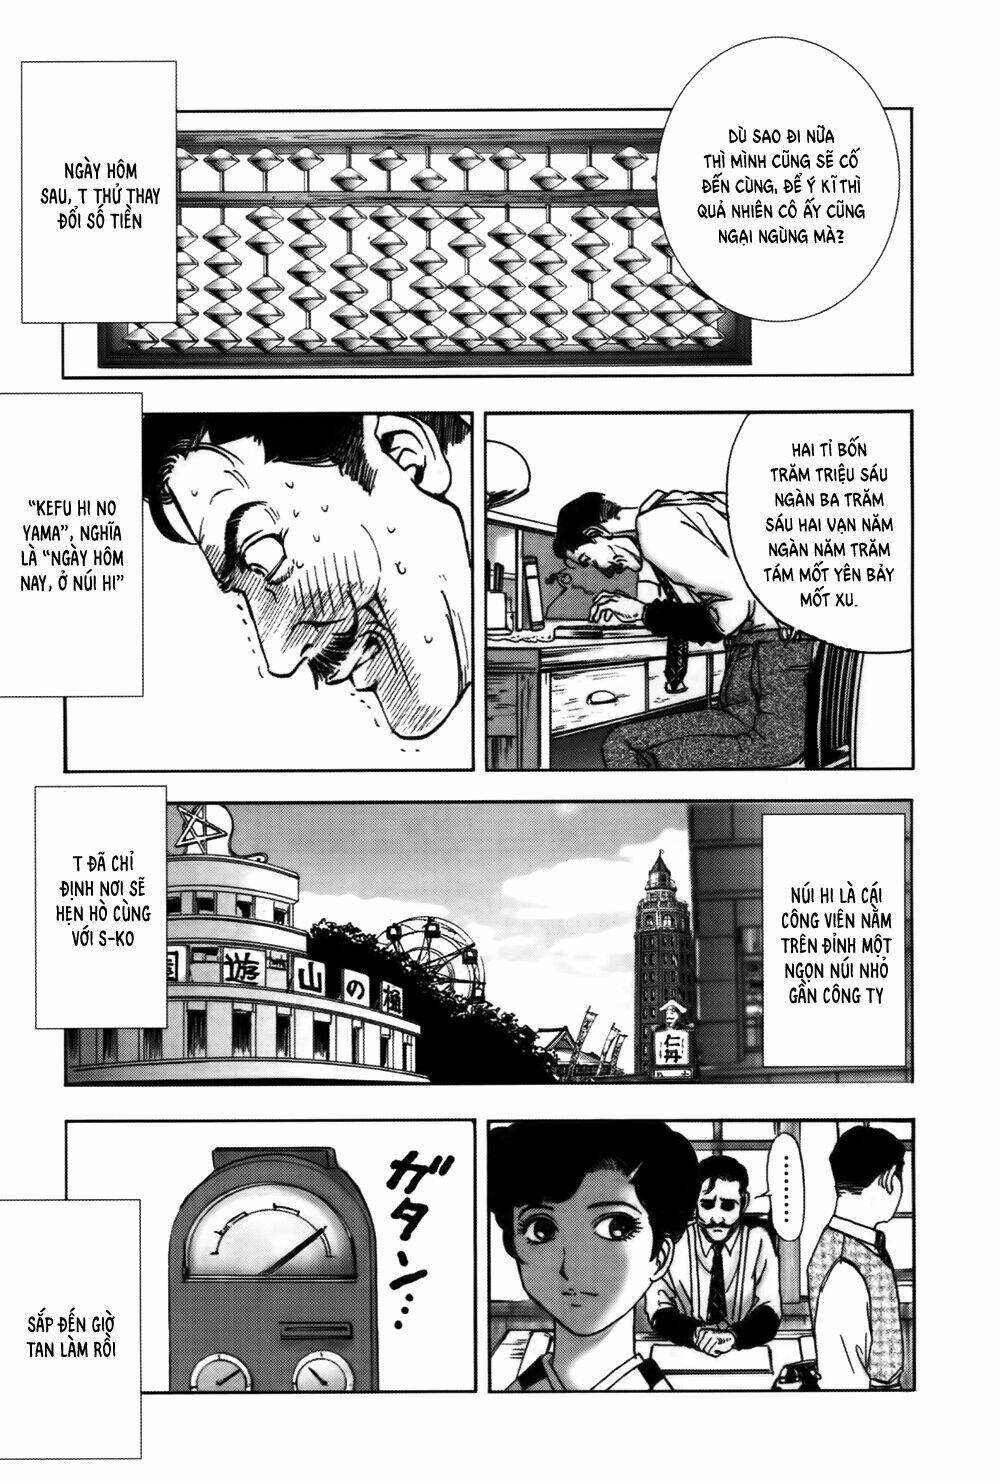 DÙ SAO ĐI NỮA
THÌ MÌNH CŨNG SẼ CỐ
ĐẾN CÙNG, ĐỂ Ý KĨ THÌ
QUẢ NHIÊN CÔ ẤY CŨNG
NGẠI NGÙNG MÀ?
NGÀY HÔM
SAU, T THỬ THAY
ĐỔI SỐ TIỀN
HAI TỈ BỐN
TRĂM TRIỆU SÁU
NGÀN BA TRĂM
SÁU HAI VẠN NĂM
NGÀN NĂM TRĂM
TÁM MỐT YÊN BẢY
MỐT XU.
"KEFU HI NO
YAMA", NGHĨA
LÀ "NGÀY HÔM
NAY, Ở NÚI HI"
NÚI HI LÀ CÁI
CÔNG VIÊN NẰM
TRÊN ĐỈNH MỘT
NGỌN NÚI NHỎ
GẦN CÔNG TY
T ĐÃ CHỈ
ĐỊNH NƠI SẼ
HẸN HÒ CÙNG
VỚI S-KO
園遊山の樋
仁丹
........
ガタン...
SẮP ĐẾN GIỜ
TAN LÀM RỒI